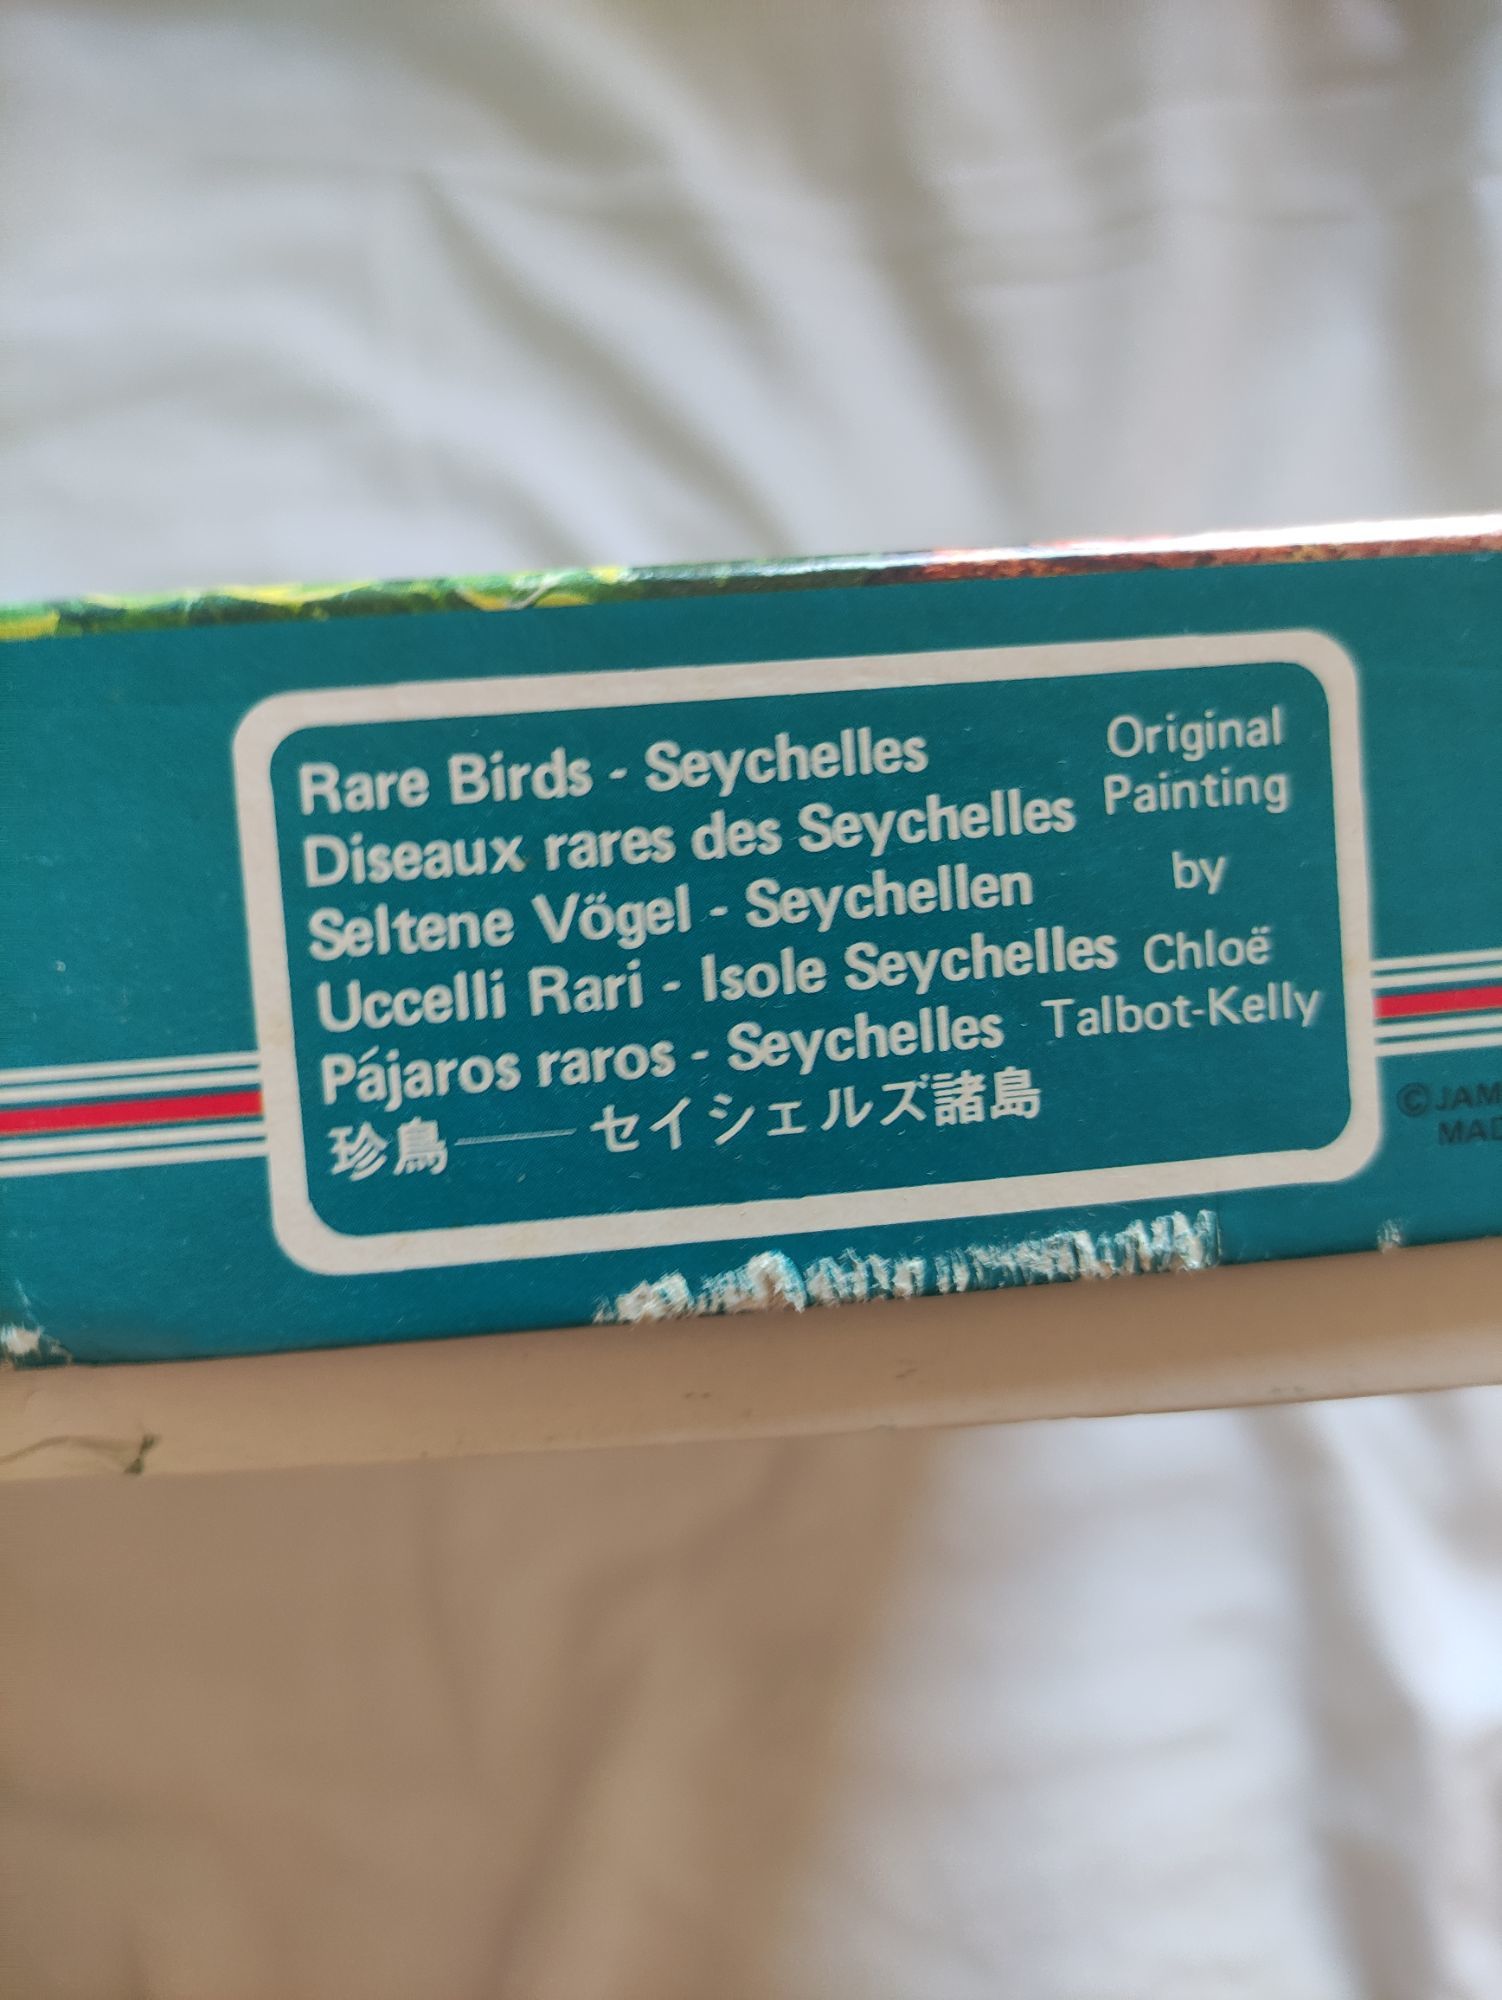 Rare Birds - Seychelles
Diseaux rares des Seychelles
Seltene Vögel - Seychellen
Uccelli Rari - Isole Seychelles
Pájaros raros - Seychelles
珍鳥——セイシェルズ諸島
Original
Painting
by
Chloë
Talbot-Kelly